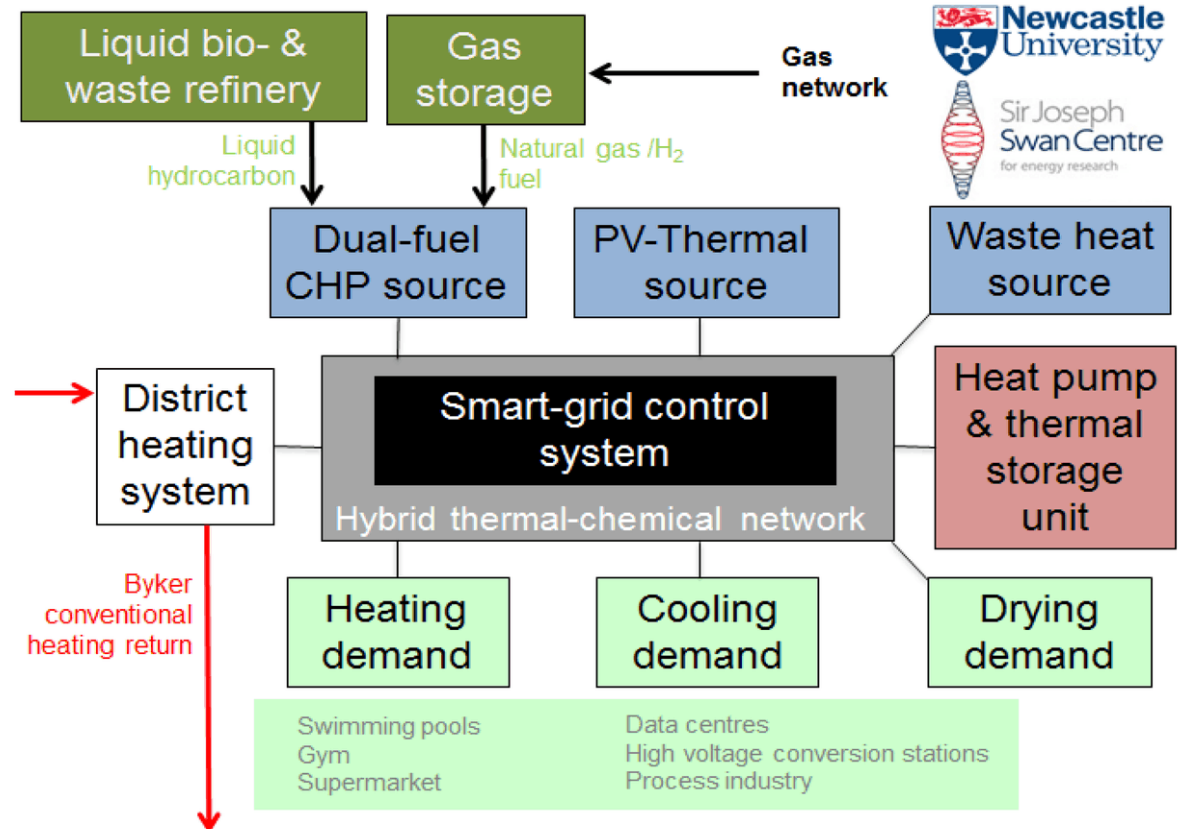 Liquid bio- &
waste refinery
Gas
storage
Gas
network
Newcastle
University
Sir Joseph
Swan Centre
for energy research
Liquid
hydrocarbon
Natural gas /H₂
fuel
Dual-fuel
CHP source
PV-Thermal
source
Waste heat
source
District
heating
system
Smart-grid control
system
Hybrid thermal-chemical network
Heat pump
& thermal
storage
unit
Byker
conventional
heating return
Heating
demand
Cooling
demand
Drying
demand
Swimming pools
Gym
Supermarket
Data centres
High voltage conversion stations
Process industry